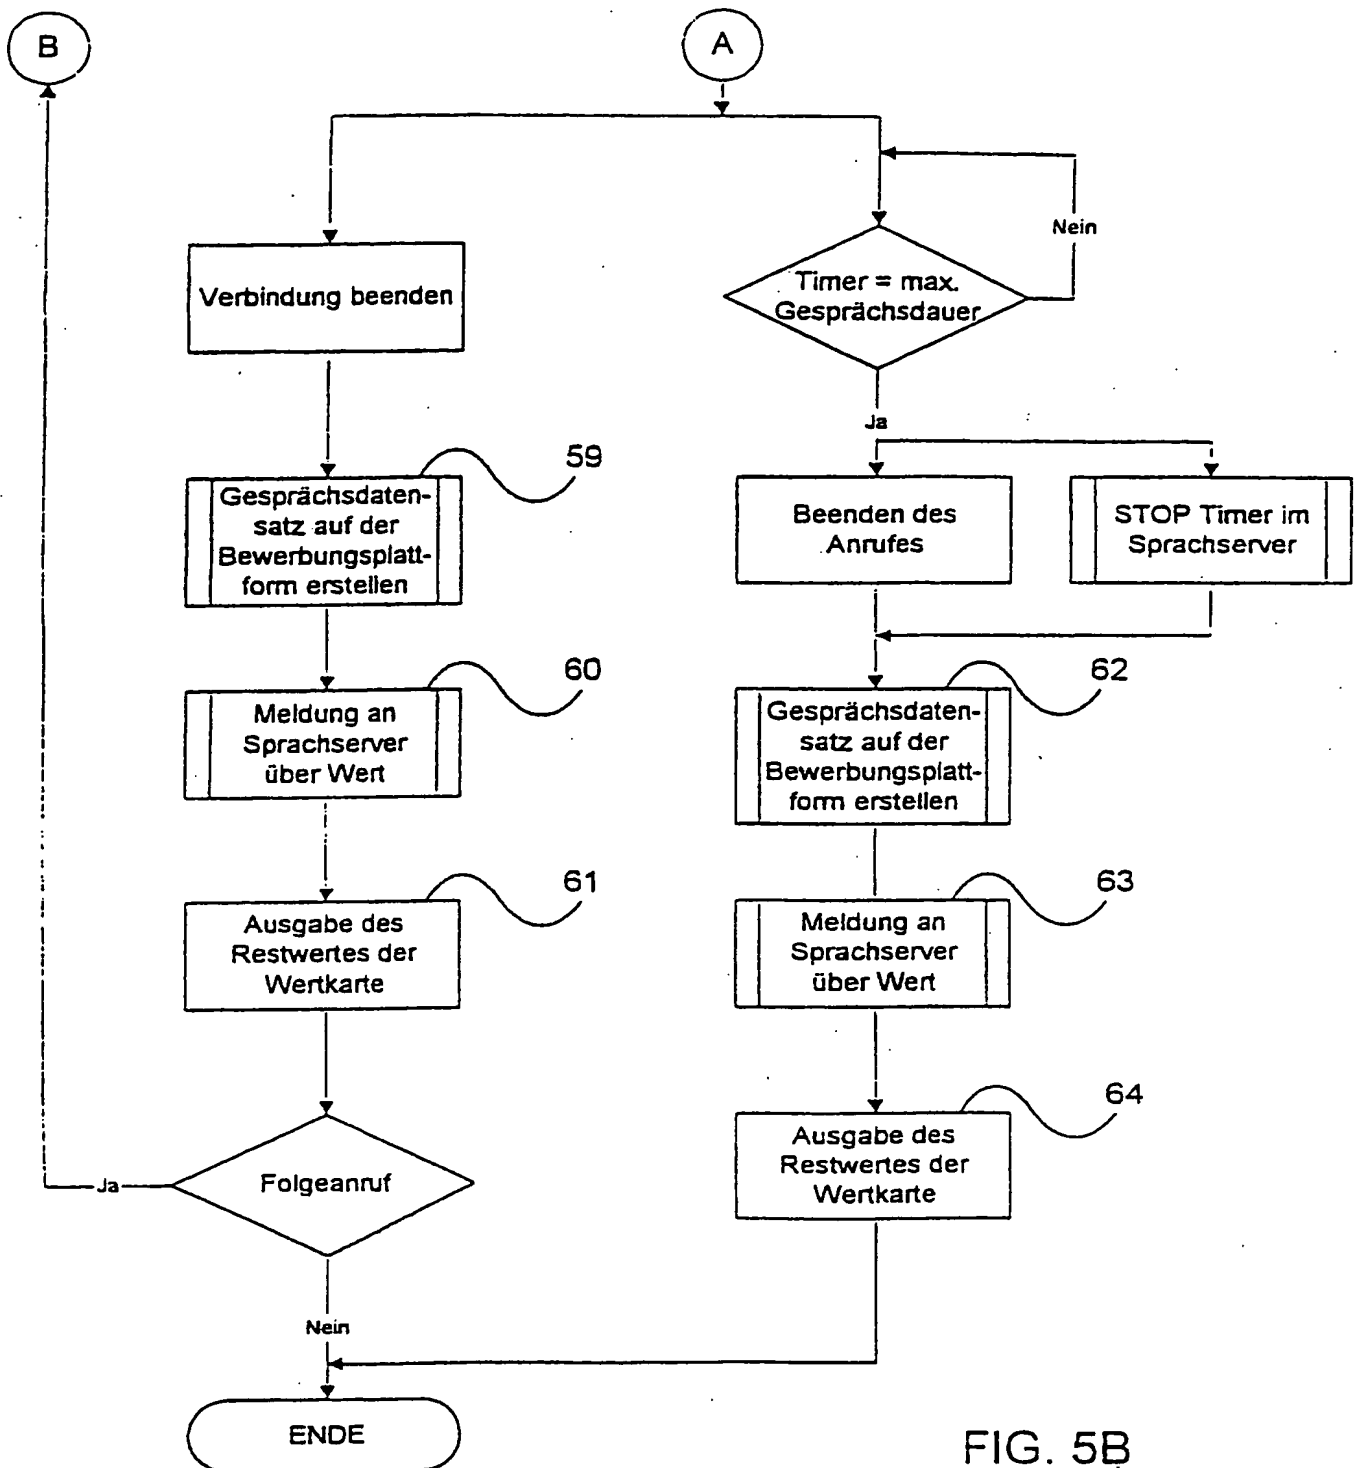 B
A
Nein
Verbindung beenden
Timer = max.
Gesprächsdauer
Ja
59
Gesprächsdaten-
satz auf der
Bewerbungsplatt-
form erstellen
Beenden des
Anrufes
STOP Timer im
Sprachserver
60
Meldung an
Sprachserver
über Wert
62
Gesprächsdaten-
satz auf der
Bewerbungsplatt-
form erstellen
61
Ausgabe des
Restwertes der
Wertkarte
63
Meldung an
Sprachserver
über Wert
64
Ausgabe des
Restwertes der
Wertkarte
Ja
Folgeanruf
Nein
ENDE
FIG. 5B